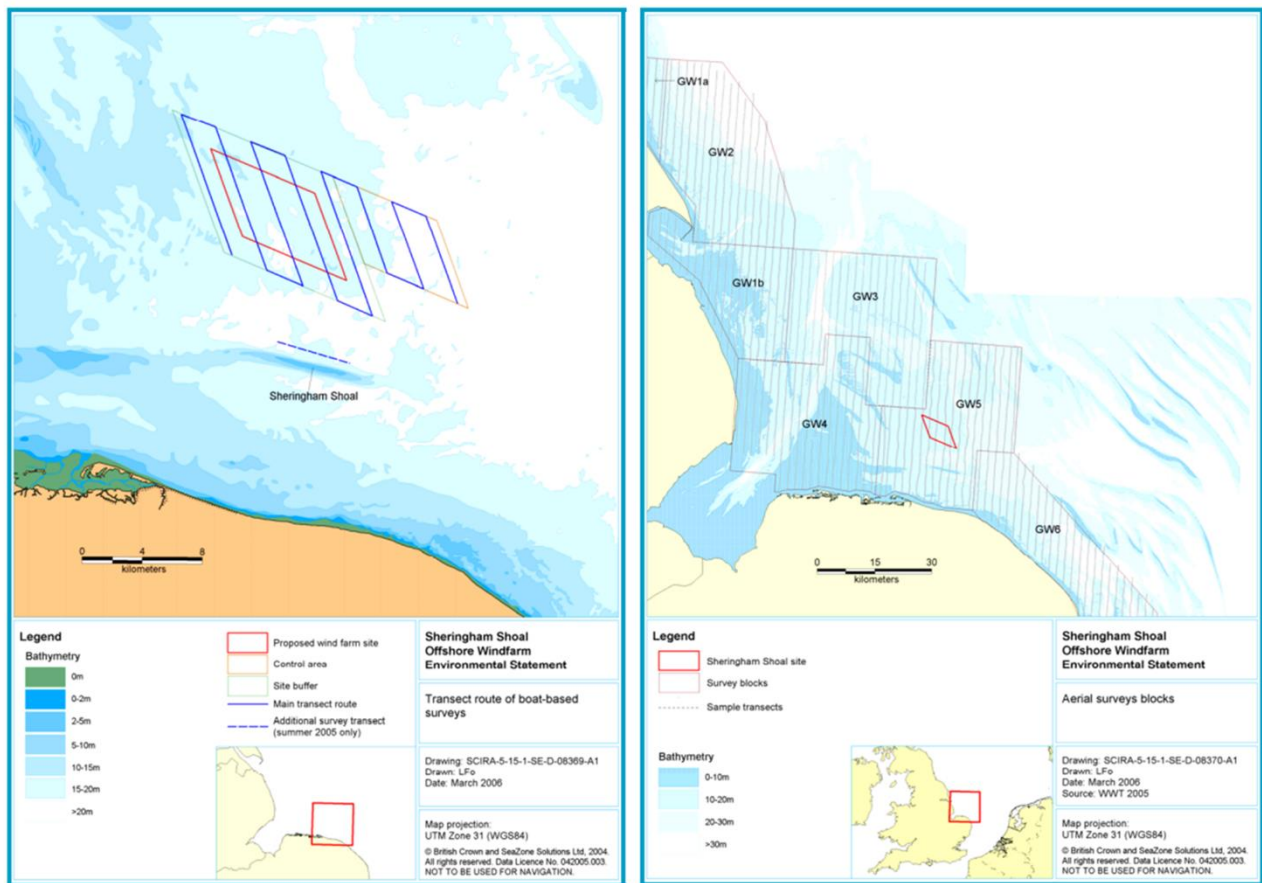 Sheringham Shoal
0 4 8
kilometers
Legend
Bathymetry
0m
0-2m
2-5m
5-10m
10-15m
15-20m
>20m
Proposed wind farm site
Control area
Site buffer
Main transect route
Additional survey transect
(summer 2005 only)
Sheringham Shoal
Offshore Windfarm
Environmental Statement
Transect route of boat-based
surveys
Drawing: SCIRA-5-15-1-SE-D-08369-A1
Drawn: LFo
Date: March 2006
Map projection:
UTM Zone 31 (WGS84)
© British Crown and SeaZone Solutions Ltd, 2004.
All rights reserved. Data Licence No. 042005.003.
NOT TO BE USED FOR NAVIGATION.
GW1a
GW2
GW1b
GW3
GW5
GW4
GW6
0 15 30
kilometers
Legend
Sheringham Shoal site
Survey blocks
Sample transects
Bathymetry
0-10m
10-20m
20-30m
>30m
Sheringham Shoal
Offshore Windfarm
Environmental Statement
Aerial surveys blocks
Drawing: SCIRA-5-15-1-SE-D-08370-A1
Drawn: LFo
Date: March 2006
Source: WWT 2005
Map projection:
UTM Zone 31 (WGS84)
© British Crown and SeaZone Solutions Ltd, 2004.
All rights reserved. Data Licence No. 042005.003.
NOT TO BE USED FOR NAVIGATION.